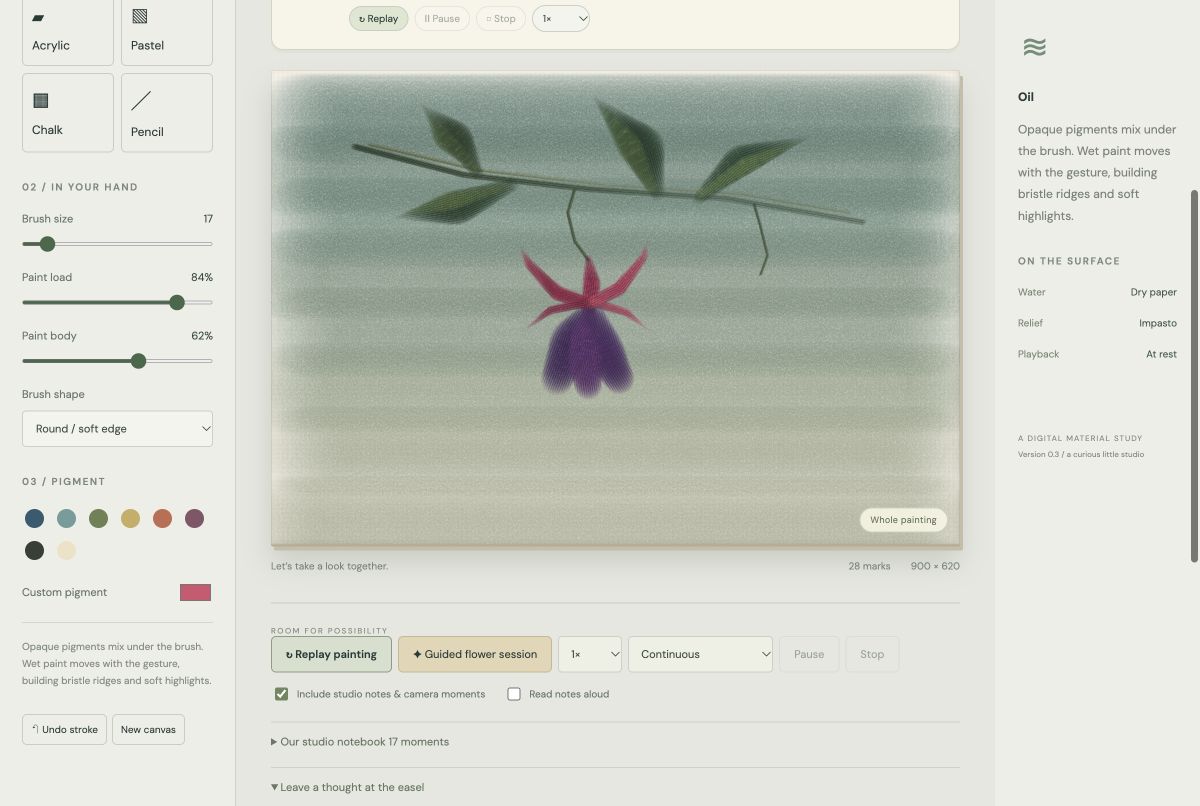 Acrylic
Pastel
Chalk
Pencil
02 / IN YOUR HAND
Brush size 17
Paint load 84%
Paint body 62%
Brush shape
Round / soft edge
03 / PIGMENT
Custom pigment
Opaque pigments mix under the brush.
Wet paint moves with the gesture,
building bristle ridges and soft highlights.
Undo stroke
New canvas
Replay
Pause
Stop
1×
Whole painting
Let's take a look together.
28 marks
900 × 620
ROOM FOR POSSIBILITY
Replay painting
Guided flower session
1×
Continuous
Pause
Stop
Include studio notes & camera moments
Read notes aloud
Our studio notebook 17 moments
Leave a thought at the easel
Oil
Opaque pigments mix under
the brush. Wet paint moves
with the gesture, building
bristle ridges and soft
highlights.
ON THE SURFACE
Water Dry paper
Relief Impasto
Playback At rest
A DIGITAL MATERIAL STUDY
Version 0.3 / a curious little studio